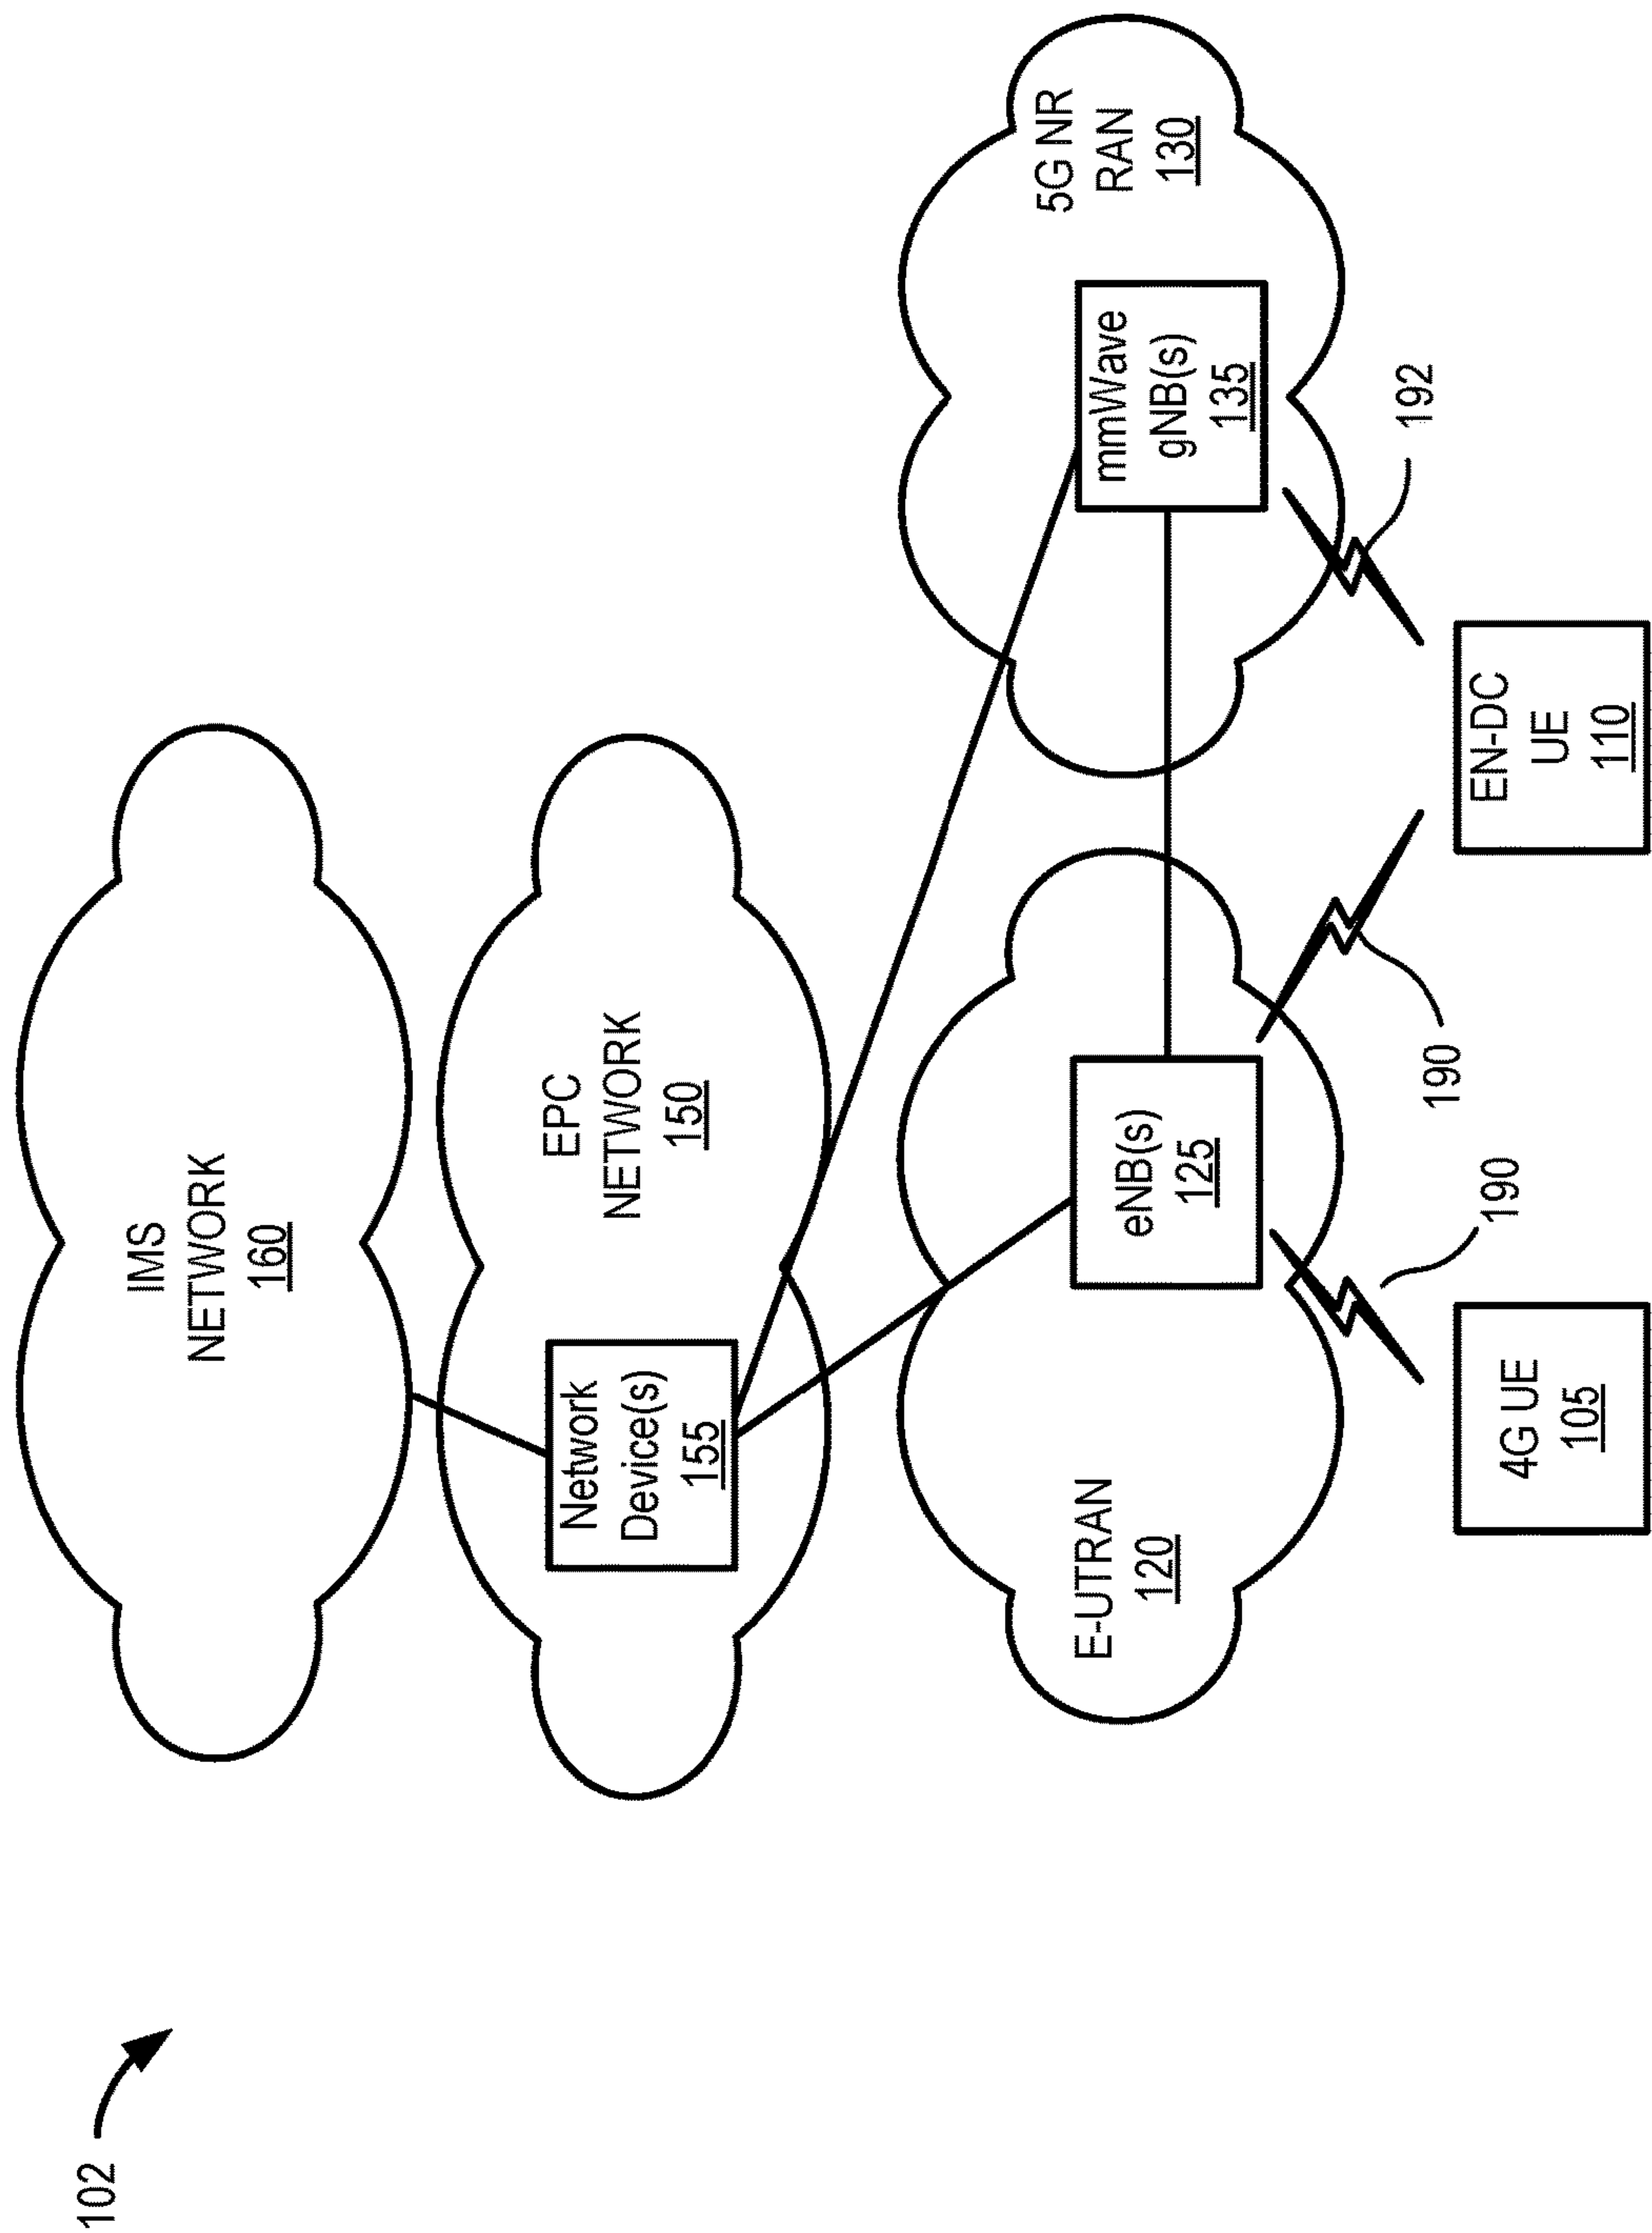 102
IMS
NETWORK
160
EPC
NETWORK
150
Network
Device(s)
155
E-UTRAN
120
eNB(s)
125
5G NR
RAN
130
mmWave
gNB(s)
135
190
190
192
4G UE
105
EN-DC
UE
110